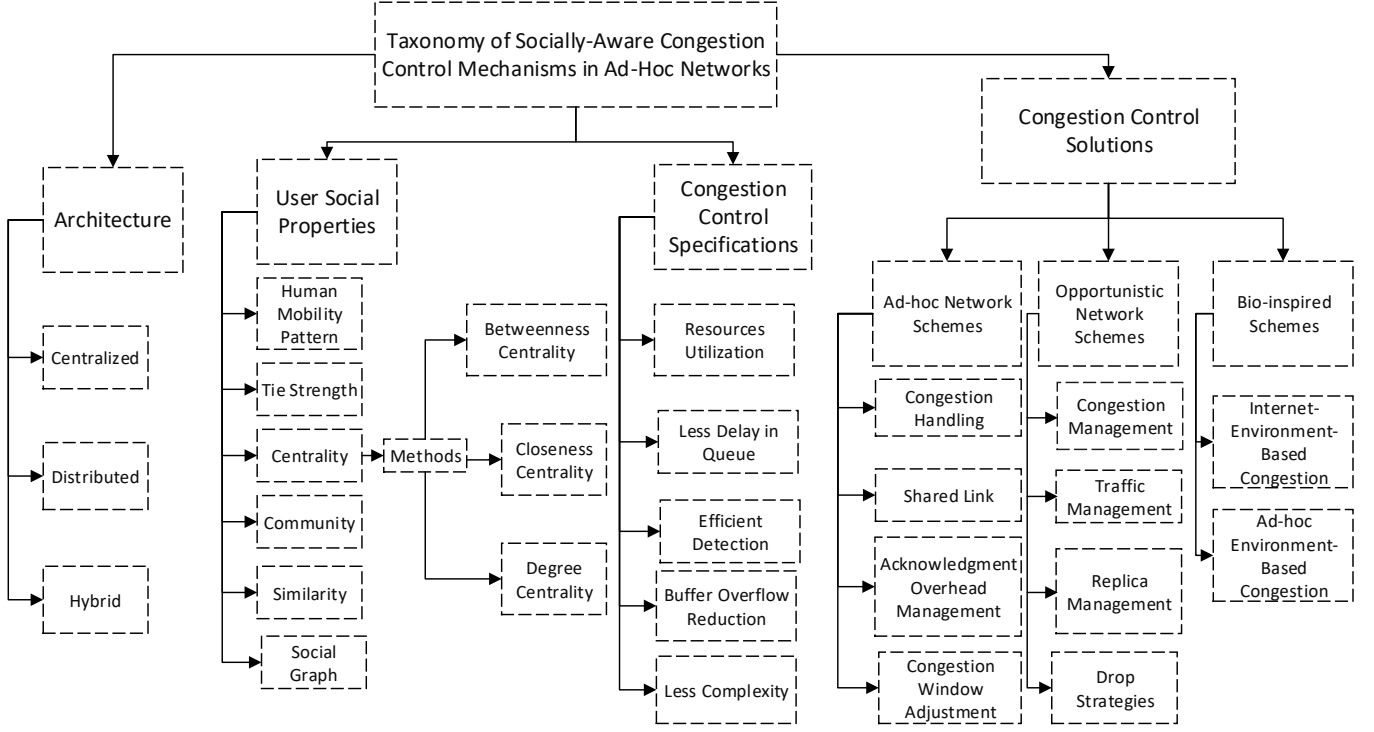 Taxonomy of Socially-Aware Congestion
Control Mechanisms in Ad-Hoc Networks
Architecture
Centralized
Distributed
Hybrid
User Social
Properties
Human
Mobility
Pattern
Tie Strength
Centrality
Community
Similarity
Social
Graph
Methods
Betweenness
Centrality
Closeness
Centrality
Degree
Centrality
Congestion
Control
Specifications
Resources
Utilization
Less Delay in
Queue
Efficient
Detection
Buffer Overflow
Reduction
Less Complexity
Congestion Control
Solutions
Ad-hoc Network
Schemes
Congestion
Handling
Shared Link
Acknowledgment
Overhead
Management
Congestion
Window
Adjustment
Opportunistic
Network
Schemes
Congestion
Management
Traffic
Management
Replica
Management
Drop
Strategies
Bio-inspired
Schemes
Internet-
Environment-
Based
Congestion
Ad-hoc
Environment-
Based
Congestion